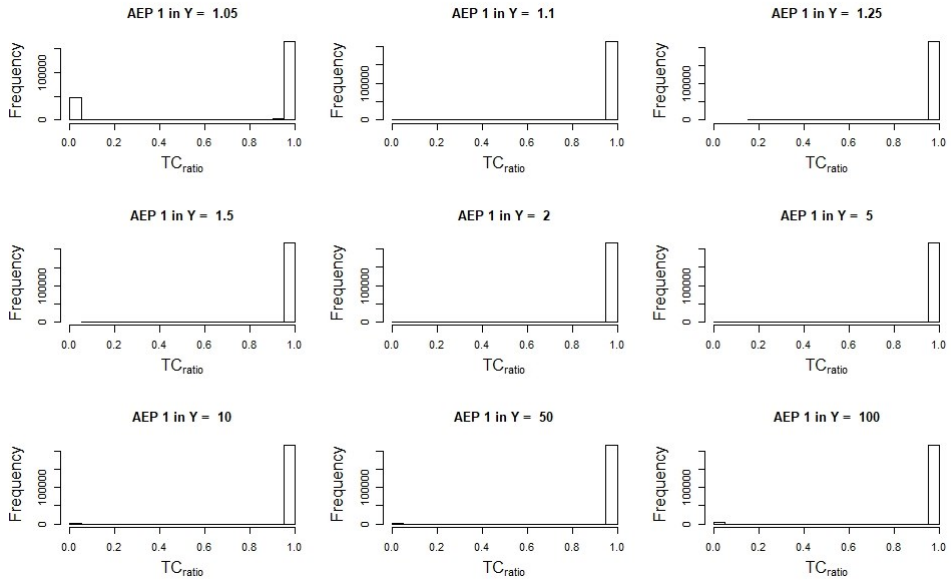 AEP 1 in Y = 1.05
Frequency
100000
0
0.0 0.2 0.4 0.6 0.8 1.0
TCratio
AEP 1 in Y = 1.1
Frequency
100000
0
0.0 0.2 0.4 0.6 0.8 1.0
TCratio
AEP 1 in Y = 1.25
Frequency
100000
0
0.0 0.2 0.4 0.6 0.8 1.0
TCratio
AEP 1 in Y = 1.5
Frequency
100000
0
0.0 0.2 0.4 0.6 0.8 1.0
TCratio
AEP 1 in Y = 2
Frequency
100000
0
0.0 0.2 0.4 0.6 0.8 1.0
TCratio
AEP 1 in Y = 5
Frequency
100000
0
0.0 0.2 0.4 0.6 0.8 1.0
TCratio
AEP 1 in Y = 10
Frequency
100000
0
0.0 0.2 0.4 0.6 0.8 1.0
TCratio
AEP 1 in Y = 50
Frequency
100000
0
0.0 0.2 0.4 0.6 0.8 1.0
TCratio
AEP 1 in Y = 100
Frequency
100000
0
0.0 0.2 0.4 0.6 0.8 1.0
TCratio